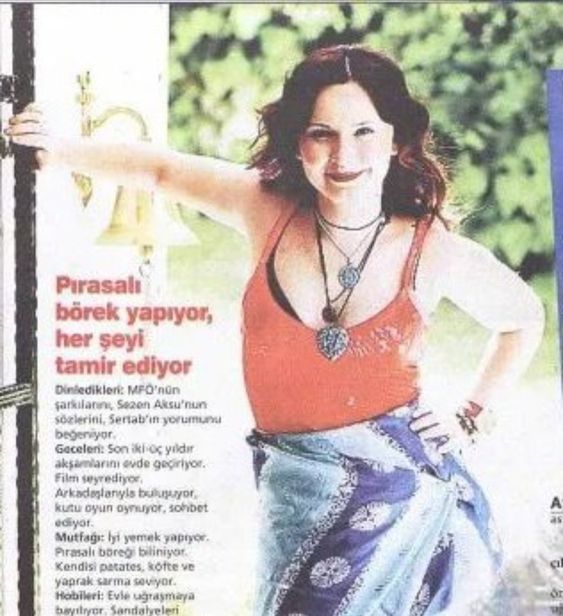 Pırasalı
börek yapıyor,
her şeyi
tamir ediyor
Dinledikleri: MFÖ'nün
şarkılarını, Sezen Aksu'nun
sözlerini, Sertab'ın yorumunu
beğeniyor.
Geceleri: Son iki-üç yıldır
akşamlarını evde geçiriyor.
Film seyrediyor.
Arkadaşlarıyla buluşuyor,
kutu oyun oynuyor, sohbet
ediyor.
Mutfağı: İyi yemek yapıyor.
Pırasalı böreği biliniyor.
Kendisi patates, köfte ve
yaprak sarma seviyor.
Hobileri: Evle uğraşmaya
bayılıyor. Sandalyeleri